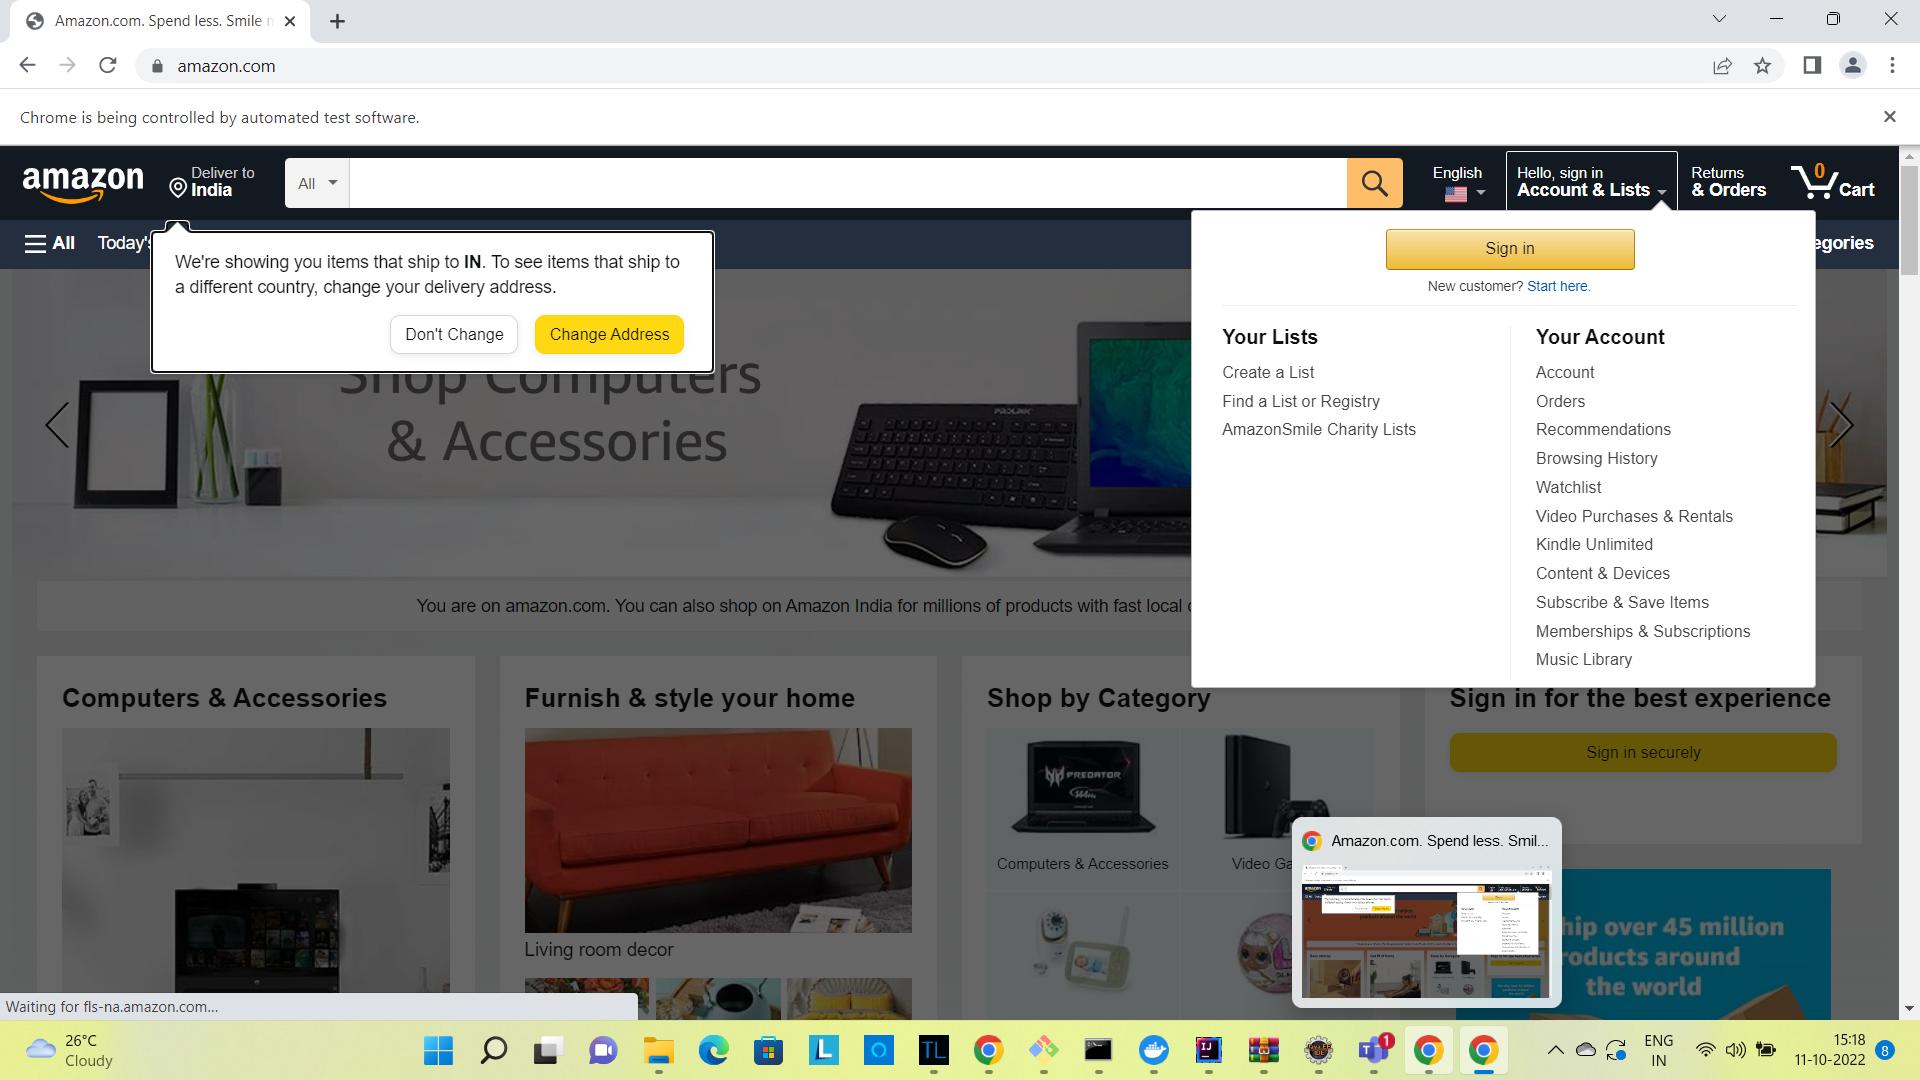 Amazon.com. Spend less. Smile
amazon.com
Chrome is being controlled by automated test software.
amazon
Deliver to
India
All
English
Hello, sign in
Account & Lists
Returns
& Orders
0
Cart
All
Today's
egories
We're showing you items that ship to IN. To see items that ship to
a different country, change your delivery address.
Don't Change
Change Address
Sign in
New customer? Start here.
Your Lists
Create a List
Find a List or Registry
AmazonSmile Charity Lists
Your Account
Account
Orders
Recommendations
Browsing History
Watchlist
Video Purchases & Rentals
Kindle Unlimited
Content & Devices
Subscribe & Save Items
Memberships & Subscriptions
Music Library
Shop Computers
& Accessories
PROLINK
You are on amazon.com. You can also shop on Amazon India for millions of products with fast local
Computers & Accessories
Furnish & style your home
Living room decor
Shop by Category
PREDATOR
Computers & Accessories
Video Ga
Sign in for the best experience
Sign in securely
Amazon.com. Spend less. Smil...
hip over 45 million
roducts around
the world
Waiting for fls-na.amazon.com...
26°C
Cloudy
L
TL
IJ
1
ENG
IN
15:18
11-10-2022
8